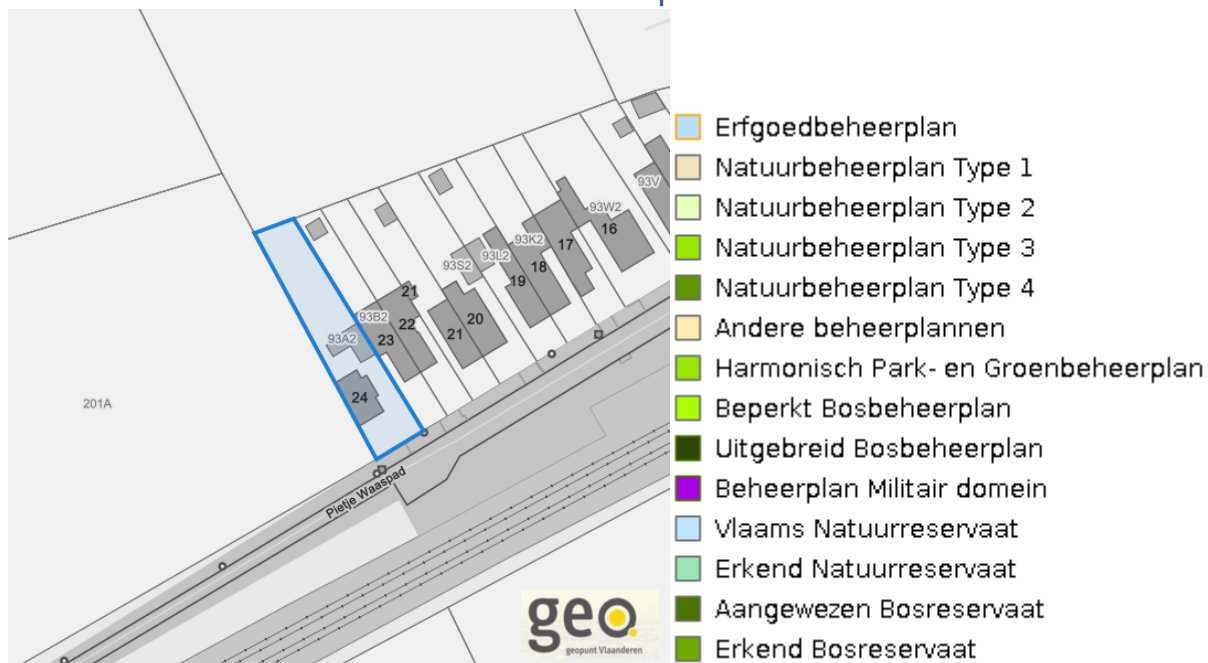 93V
93W2
16
93K2
17
93L2
18
93S2
19
21
93B2
22
20
93A2
23
21
24
201A
Pietje Waaspad
geo.
geopunt Vlaanderen
Erfgoedbeheerplan
Natuurbeheerplan Type 1
Natuurbeheerplan Type 2
Natuurbeheerplan Type 3
Natuurbeheerplan Type 4
Andere beheerplannen
Harmonisch Park- en Groenbeheerplan
Beperkt Bosbeheerplan
Uitgebreid Bosbeheerplan
Beheerplan Militair domein
Vlaams Natuurreservaat
Erkend Natuurreservaat
Aangewezen Bosreservaat
Erkend Bosreservaat